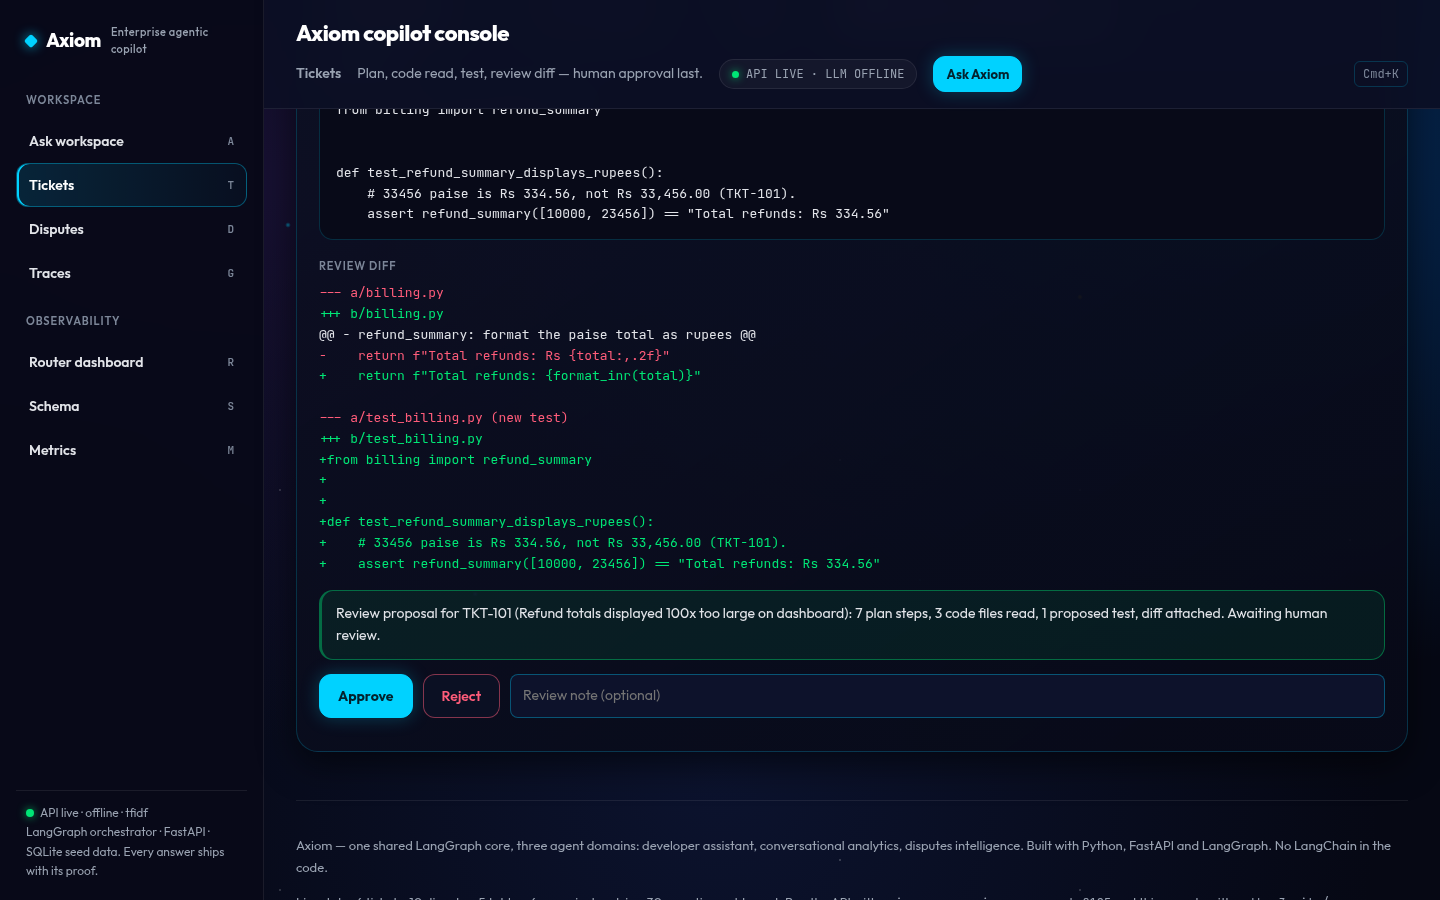 Axiom
Enterprise agentic
copilot
WORKSPACE
Ask workspace A
Tickets T
Disputes D
Traces G
OBSERVABILITY
Router dashboard R
Schema S
Metrics M
API live · offline · tfidf
LangGraph orchestrator · FastAPI ·
SQLite seed data. Every answer ships
with its proof.
Axiom copilot console
Tickets Plan, code read, test, review diff — human approval last. API LIVE · LLM OFFLINE Ask Axiom Cmd+K
from billing import refund_summary
def test_refund_summary_displays_rupees():
    # 33456 paise is Rs 334.56, not Rs 33,456.00 (TKT-101).
    assert refund_summary([10000, 23456]) == "Total refunds: Rs 334.56"
REVIEW DIFF
--- a/billing.py
+++ b/billing.py
@@ - refund_summary: format the paise total as rupees @@
-    return f"Total refunds: Rs {total:,.2f}"
+    return f"Total refunds: {format_inr(total)}"
--- a/test_billing.py (new test)
+++ b/test_billing.py
+from billing import refund_summary
+
+
+def test_refund_summary_displays_rupees():
+    # 33456 paise is Rs 334.56, not Rs 33,456.00 (TKT-101).
+    assert refund_summary([10000, 23456]) == "Total refunds: Rs 334.56"
Review proposal for TKT-101 (Refund totals displayed 100x too large on dashboard): 7 plan steps, 3 code files read, 1 proposed test, diff attached. Awaiting human
review.
Approve Reject Review note (optional)
Axiom — one shared LangGraph core, three agent domains: developer assistant, conversational analytics, disputes intelligence. Built with Python, FastAPI and LangGraph. No LangChain in the
code.